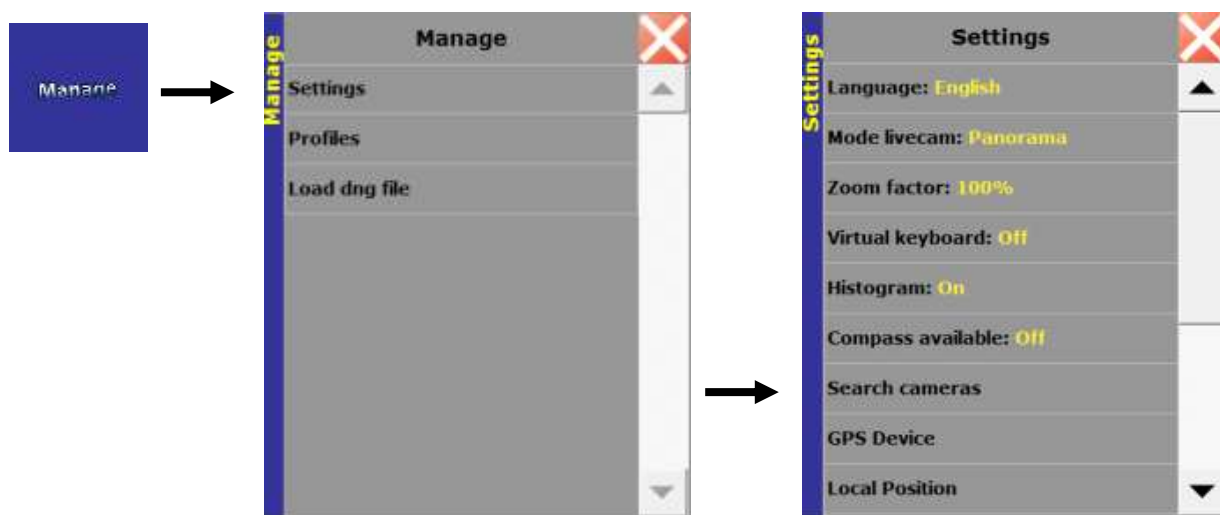 Manage
Manage
Manage
Settings
Profiles
Load dng file
Settings
Settings
Language: English
Mode livecam: Panorama
Zoom factor: 100%
Virtual keyboard: Off
Histogram: On
Compass available: Off
Search cameras
GPS Device
Local Position